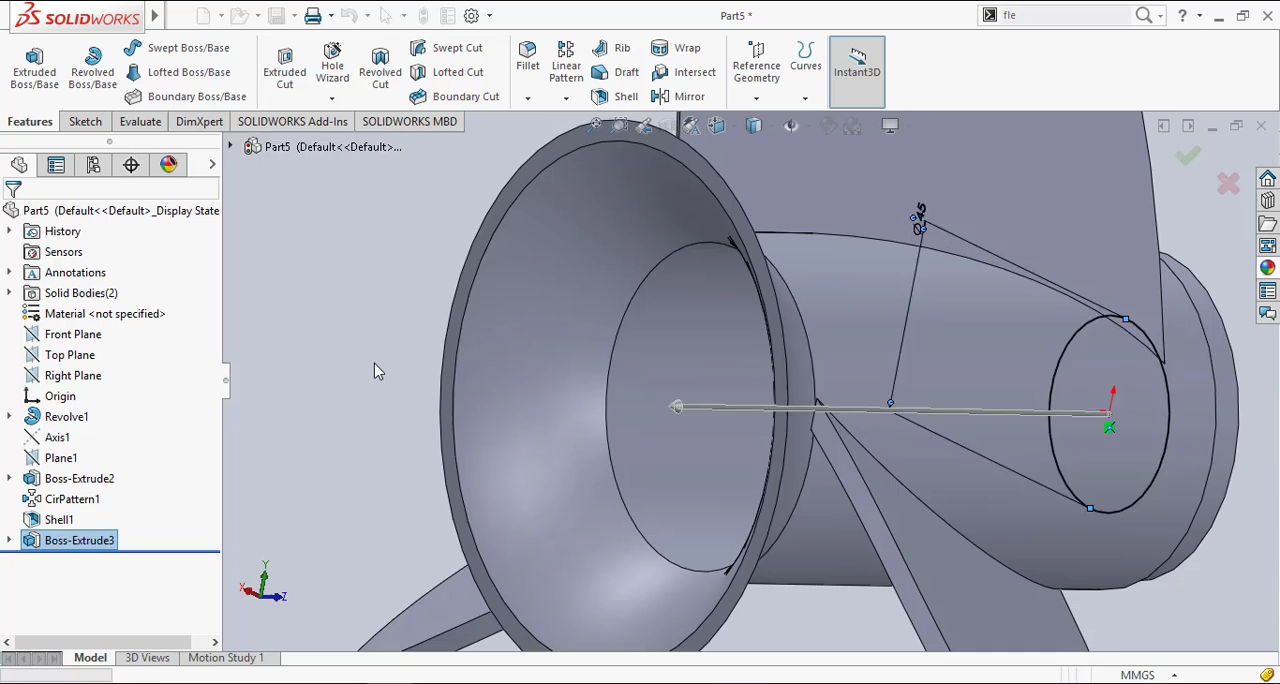 SOLIDWORKS
Part5 *
fle
?
Extruded Boss/Base
Revolved Boss/Base
Swept Boss/Base
Lofted Boss/Base
Boundary Boss/Base
Extruded Cut
Hole Wizard
Revolved Cut
Swept Cut
Lofted Cut
Boundary Cut
Fillet
Linear Pattern
Rib
Draft
Shell
Wrap
Intersect
Mirror
Reference Geometry
Curves
Instant3D
Features
Sketch
Evaluate
DimXpert
SOLIDWORKS Add-Ins
SOLIDWORKS MBD
Part5 (Default<<Default>...
Part5 (Default<<Default>_Display State
History
Sensors
Annotations
Solid Bodies(2)
Material <not specified>
Front Plane
Top Plane
Right Plane
Origin
Revolve1
Axis1
Plane1
Boss-Extrude2
CirPattern1
Shell1
Boss-Extrude3
Ø45
Y
X
Z
Model
3D Views
Motion Study 1
MMGS